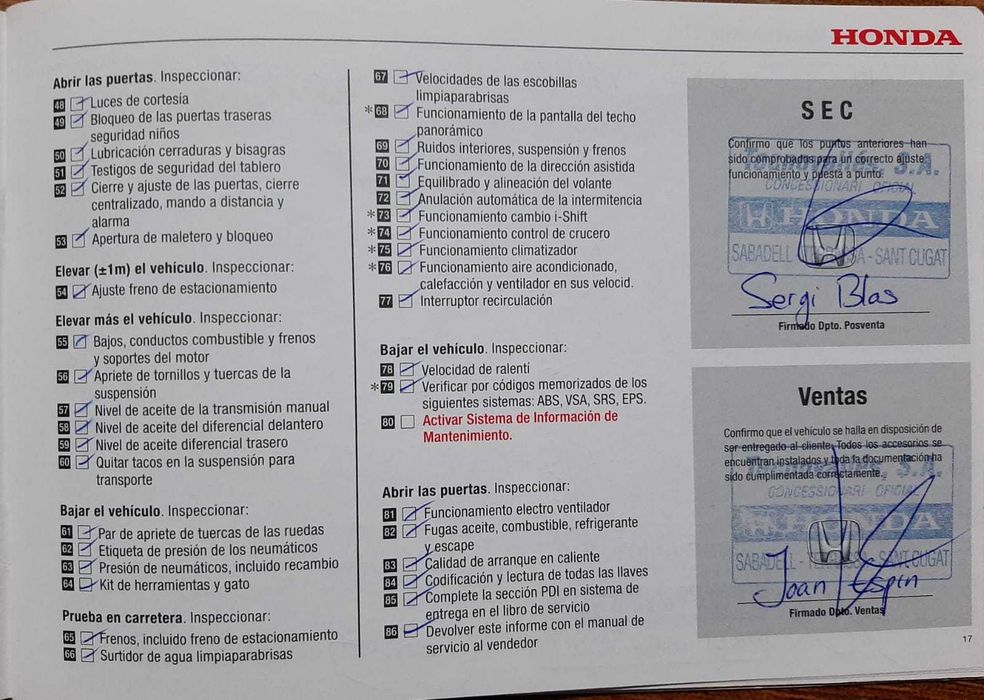 HONDA
Abrir las puertas. Inspeccionar:
48 Luces de cortesía
49 Bloqueo de las puertas traseras
seguridad niños
50 Lubricación cerraduras y bisagras
51 Testigos de seguridad del tablero
52 Cierre y ajuste de las puertas, cierre
centralizado, mando a distancia y
alarma
53 Apertura de maletero y bloqueo
Elevar (±1m) el vehículo. Inspeccionar:
54 Ajuste freno de estacionamiento
Elevar más el vehículo. Inspeccionar:
55 Bajos, conductos combustible y frenos
y soportes del motor
56 Apriete de tornillos y tuercas de la
suspensión
57 Nivel de aceite de la transmisión manual
58 Nivel de aceite del diferencial delantero
59 Nivel de aceite diferencial trasero
60 Quitar tacos en la suspensión para
transporte
Bajar el vehículo. Inspeccionar:
61 Par de apriete de tuercas de las ruedas
62 Etiqueta de presión de los neumáticos
63 Presión de neumáticos, incluido recambio
64 Kit de herramientas y gato
Prueba en carretera. Inspeccionar:
65 Frenos, incluido freno de estacionamiento
66 Surtidor de agua limpiaparabrisas
67 Velocidades de las escobillas
limpiaparabrisas
*68 Funcionamiento de la pantalla del techo
panorámico
69 Ruidos interiores, suspensión y frenos
70 Funcionamiento de la dirección asistida
71 Equilibrado y alineación del volante
72 Anulación automática de la intermitencia
*73 Funcionamiento cambio i-Shift
*74 Funcionamiento control de crucero
*75 Funcionamiento climatizador
*76 Funcionamiento aire acondicionado,
calefacción y ventilador en sus velocid.
77 Interruptor recirculación
Bajar el vehículo. Inspeccionar:
78 Velocidad de ralentí
*79 Verificar por códigos memorizados de los
siguientes sistemas: ABS, VSA, SRS, EPS.
80 Activar Sistema de Información de
Mantenimiento.
Abrir las puertas. Inspeccionar:
81 Funcionamiento electro ventilador
82 Fugas aceite, combustible, refrigerante
y escape
83 Calidad de arranque en caliente
84 Codificación y lectura de todas las llaves
85 Complete la sección PDI en sistema de
entrega en el libro de servicio
86 Devolver este informe con el manual de
servicio al vendedor
SEC
Confirmo que los puntos anteriores han
sido comprobados para un correcto ajuste,
funcionamiento y puesta a punto.
Tecnovallès, S.A.
CONCESSIONARI OFICIAL
HONDA
SABADELL - - SANT CUGAT
Sergi Blas
Firmado Dpto. Posventa
Ventas
Confirmo que el vehículo se halla en disposición de
ser entregado al cliente. Todos los accesorios se
encuentran instalados y toda la documentación ha
sido cumplimentada correctamente.
Tecnovallès, S.A.
CONCESSIONARI OFICIAL
HONDA
SABADELL - - SANT CUGAT
Joan Espin
Firmado Dpto. Ventas
17